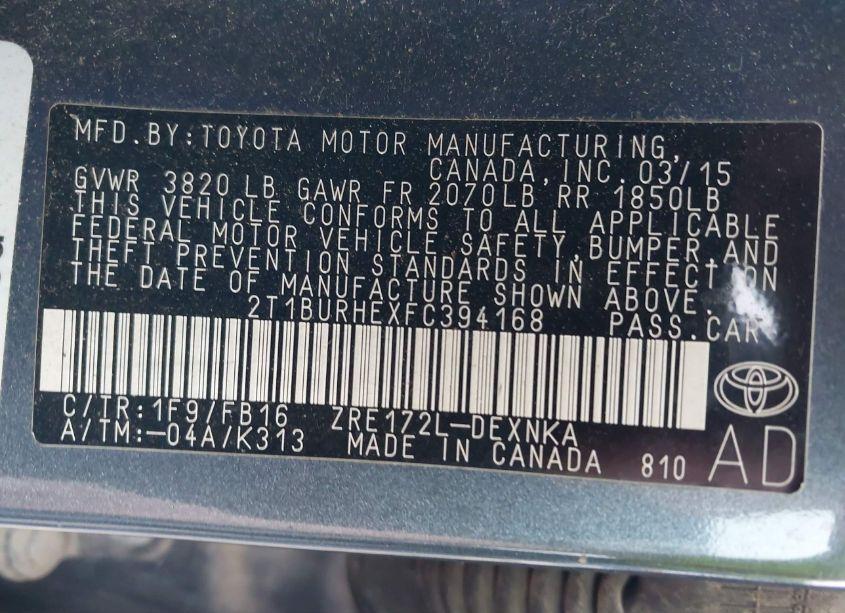 MFD.BY:TOYOTA MOTOR MANUFACTURING,
CANADA,INC.03/15
GVWR 3820 LB GAWR FR 2070LB RR 1850LB
THIS VEHICLE CONFORMS TO ALL APPLICABLE
FEDERAL MOTOR VEHICLE SAFETY,BUMPER,AND
THEFT PREVENTION STANDARDS IN EFFECT ON
THE DATE OF MANUFACTURE SHOWN ABOVE.
2T1BURHEXFC394168 PASS.CAR
C/TR:1F9/FB16 ZRE172L-DEXNKA
A/TM:-04A/K313 MADE IN CANADA 810 AD